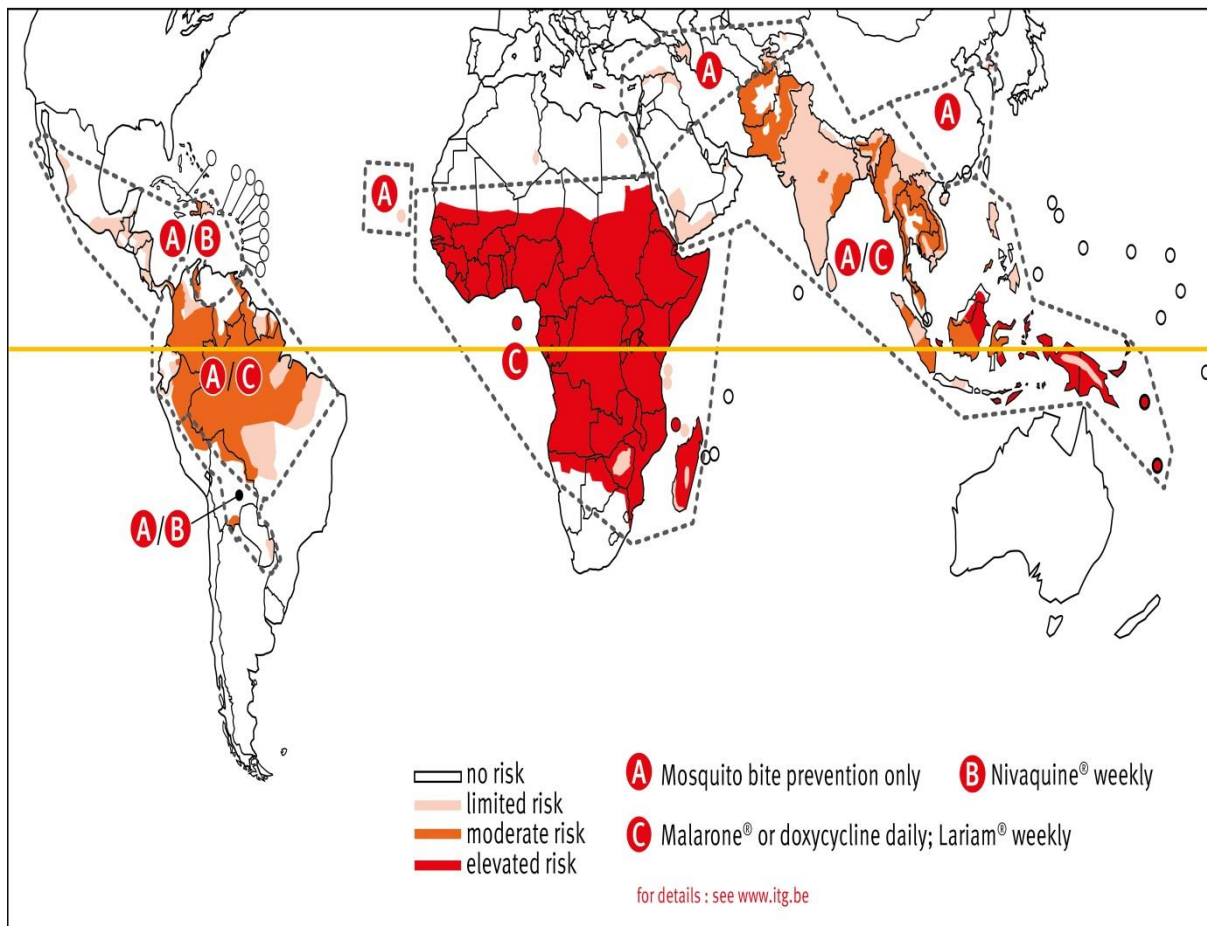 A
A
A
A/B
A/C
C
A/C
A/B
no risk
limited risk
moderate risk
elevated risk
A Mosquito bite prevention only
B Nivaquine® weekly
C Malarone® or doxycycline daily; Lariam® weekly
for details : see www.itg.be